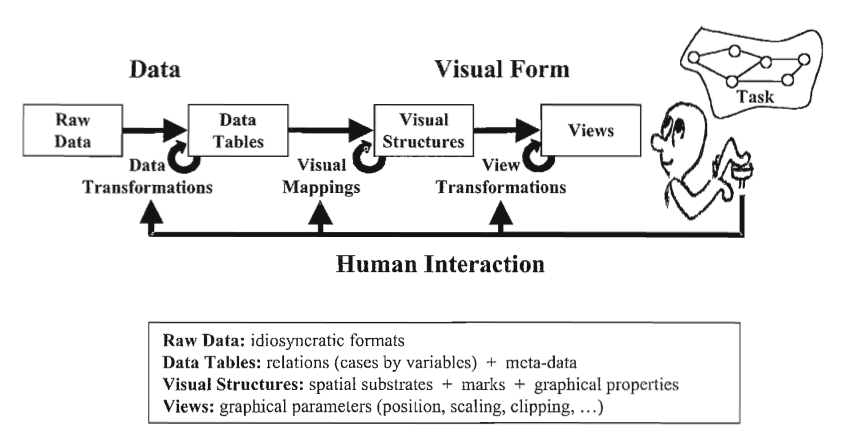 Data
Visual Form
Task
Raw
Data
Data
Tables
Visual
Structures
Views
Data
Transformations
Visual
Mappings
View
Transformations
Human Interaction
Raw Data: idiosyncratic formats
Data Tables: relations (cases by variables) + meta-data
Visual Structures: spatial substrates + marks + graphical properties
Views: graphical parameters (position, scaling, clipping, …)